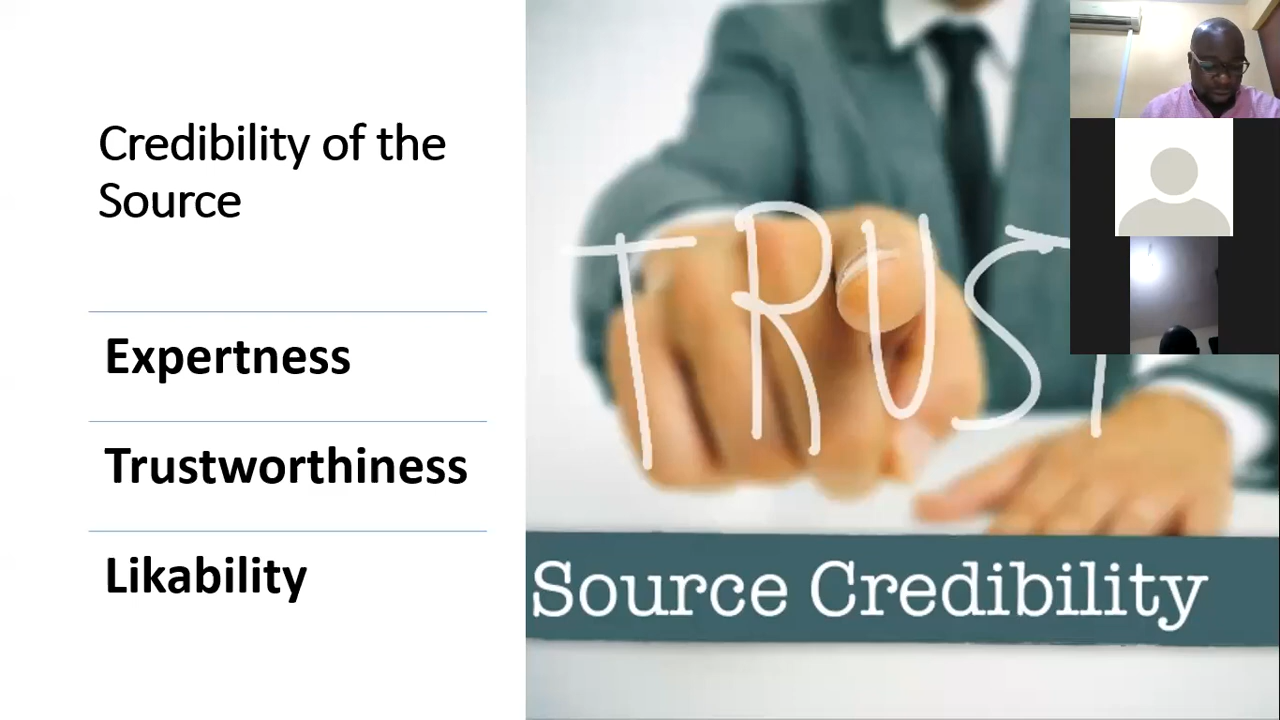 Credibility of the
Source
Expertness
Trustworthiness
Likability
TRUST
Source Credibility